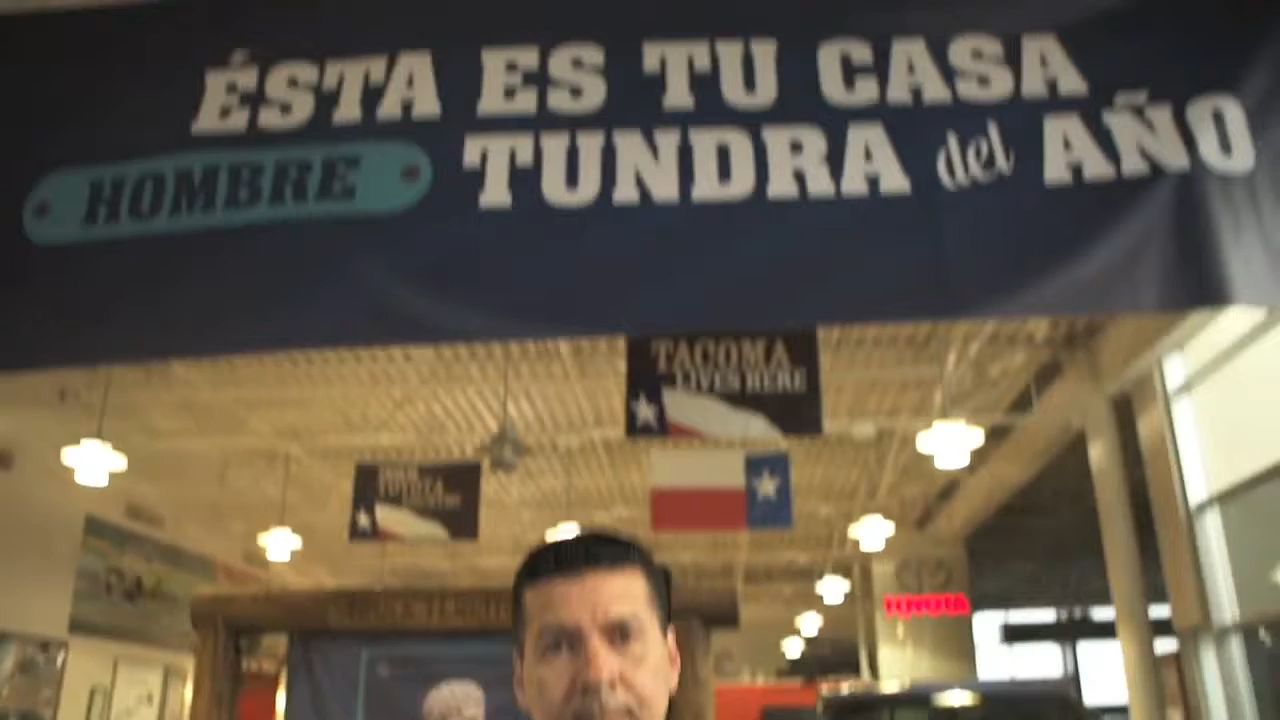 ÉSTA ES TU CASA
HOMBRE TUNDRA del AÑO
TACOMA
LIVES HERE
TOYOTA